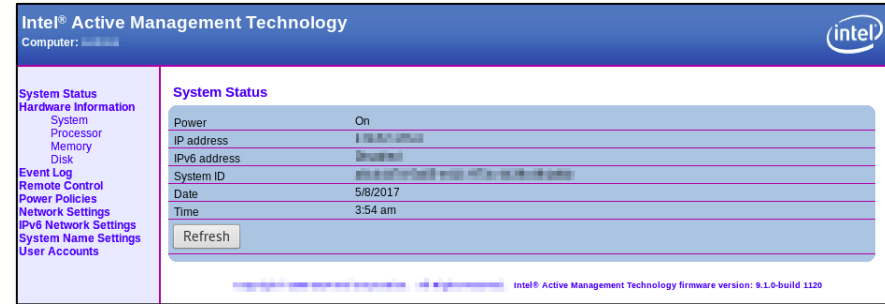 Intel® Active Management Technology
Computer:
intel
System Status
Hardware Information
System
Processor
Memory
Disk
Event Log
Remote Control
Power Policies
Network Settings
IPv6 Network Settings
System Name Settings
User Accounts
System Status
Power On
IP address
IPv6 address
System ID
Date 5/8/2017
Time 3:54 am
Refresh
Intel® Active Management Technology firmware version: 9.1.0-build 1120